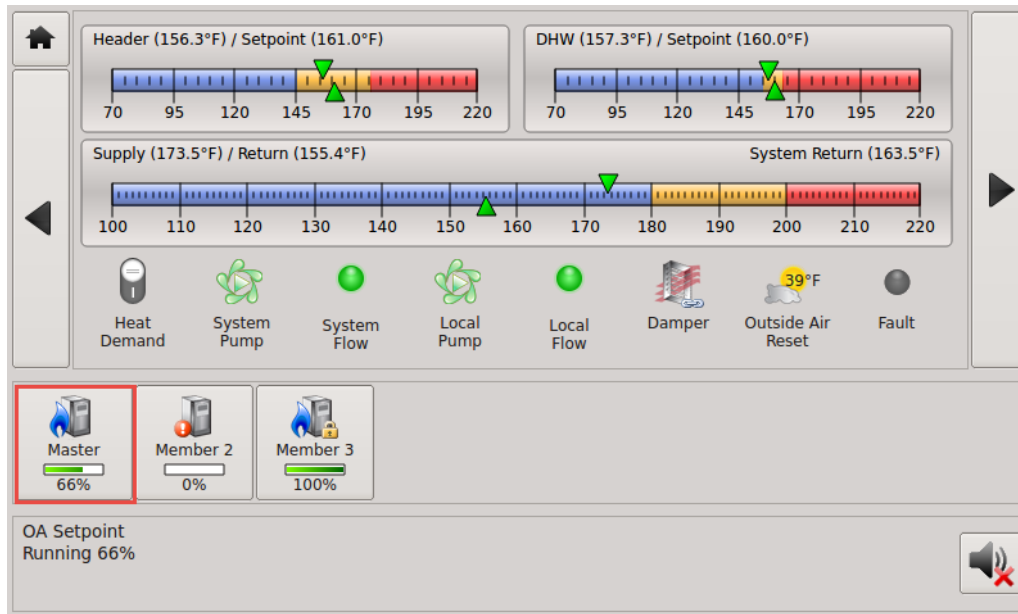 Header (156.3°F) / Setpoint (161.0°F)
70 95 120 145 170 195 220
DHW (157.3°F) / Setpoint (160.0°F)
70 95 120 145 170 195 220
Supply (173.5°F) / Return (155.4°F) System Return (163.5°F)
100 110 120 130 140 150 160 170 180 190 200 210 220
39°F
Heat Demand
System Pump
System Flow
Local Pump
Local Flow
Damper
Outside Air Reset
Fault
Master
66%
Member 2
0%
Member 3
100%
OA Setpoint
Running 66%